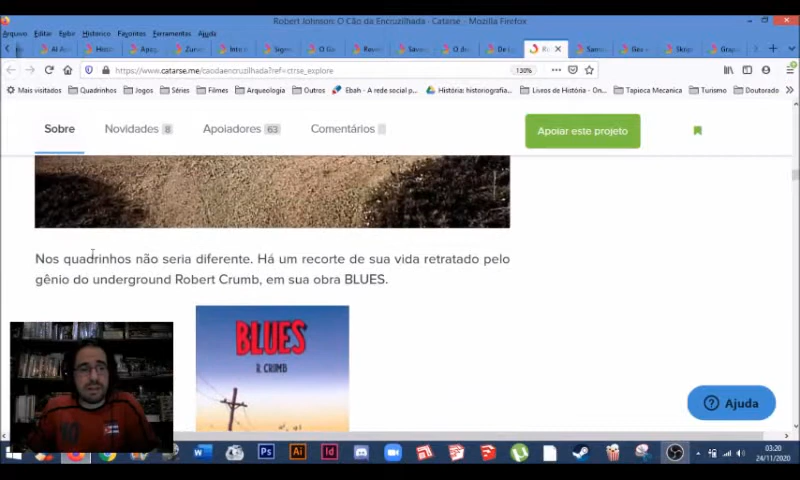 Robert Johnson: O Cão da Encruzilhada - Catarse - Mozilla Firefox
Arquivo Editar Exibir Histórico Favoritos Ferramentas Ajuda
https://www.catarse.me/caodaencruzilhada?ref=ctrse_explore
130%
Mais visitados Quadrinhos Jogos Séries Filmes Arqueologia Outros Ebah - A rede social p... História: historiografia... Livros de História - On... Tapioca Mecanica Turismo Doutorado
Sobre Novidades 8 Apoiadores 63 Comentários Apoiar este projeto
Nos quadrinhos não seria diferente. Há um recorte de sua vida retratado pelo
gênio do underground Robert Crumb, em sua obra BLUES.
BLUES
R. CRUMB
Ajuda
03:20
24/11/2020